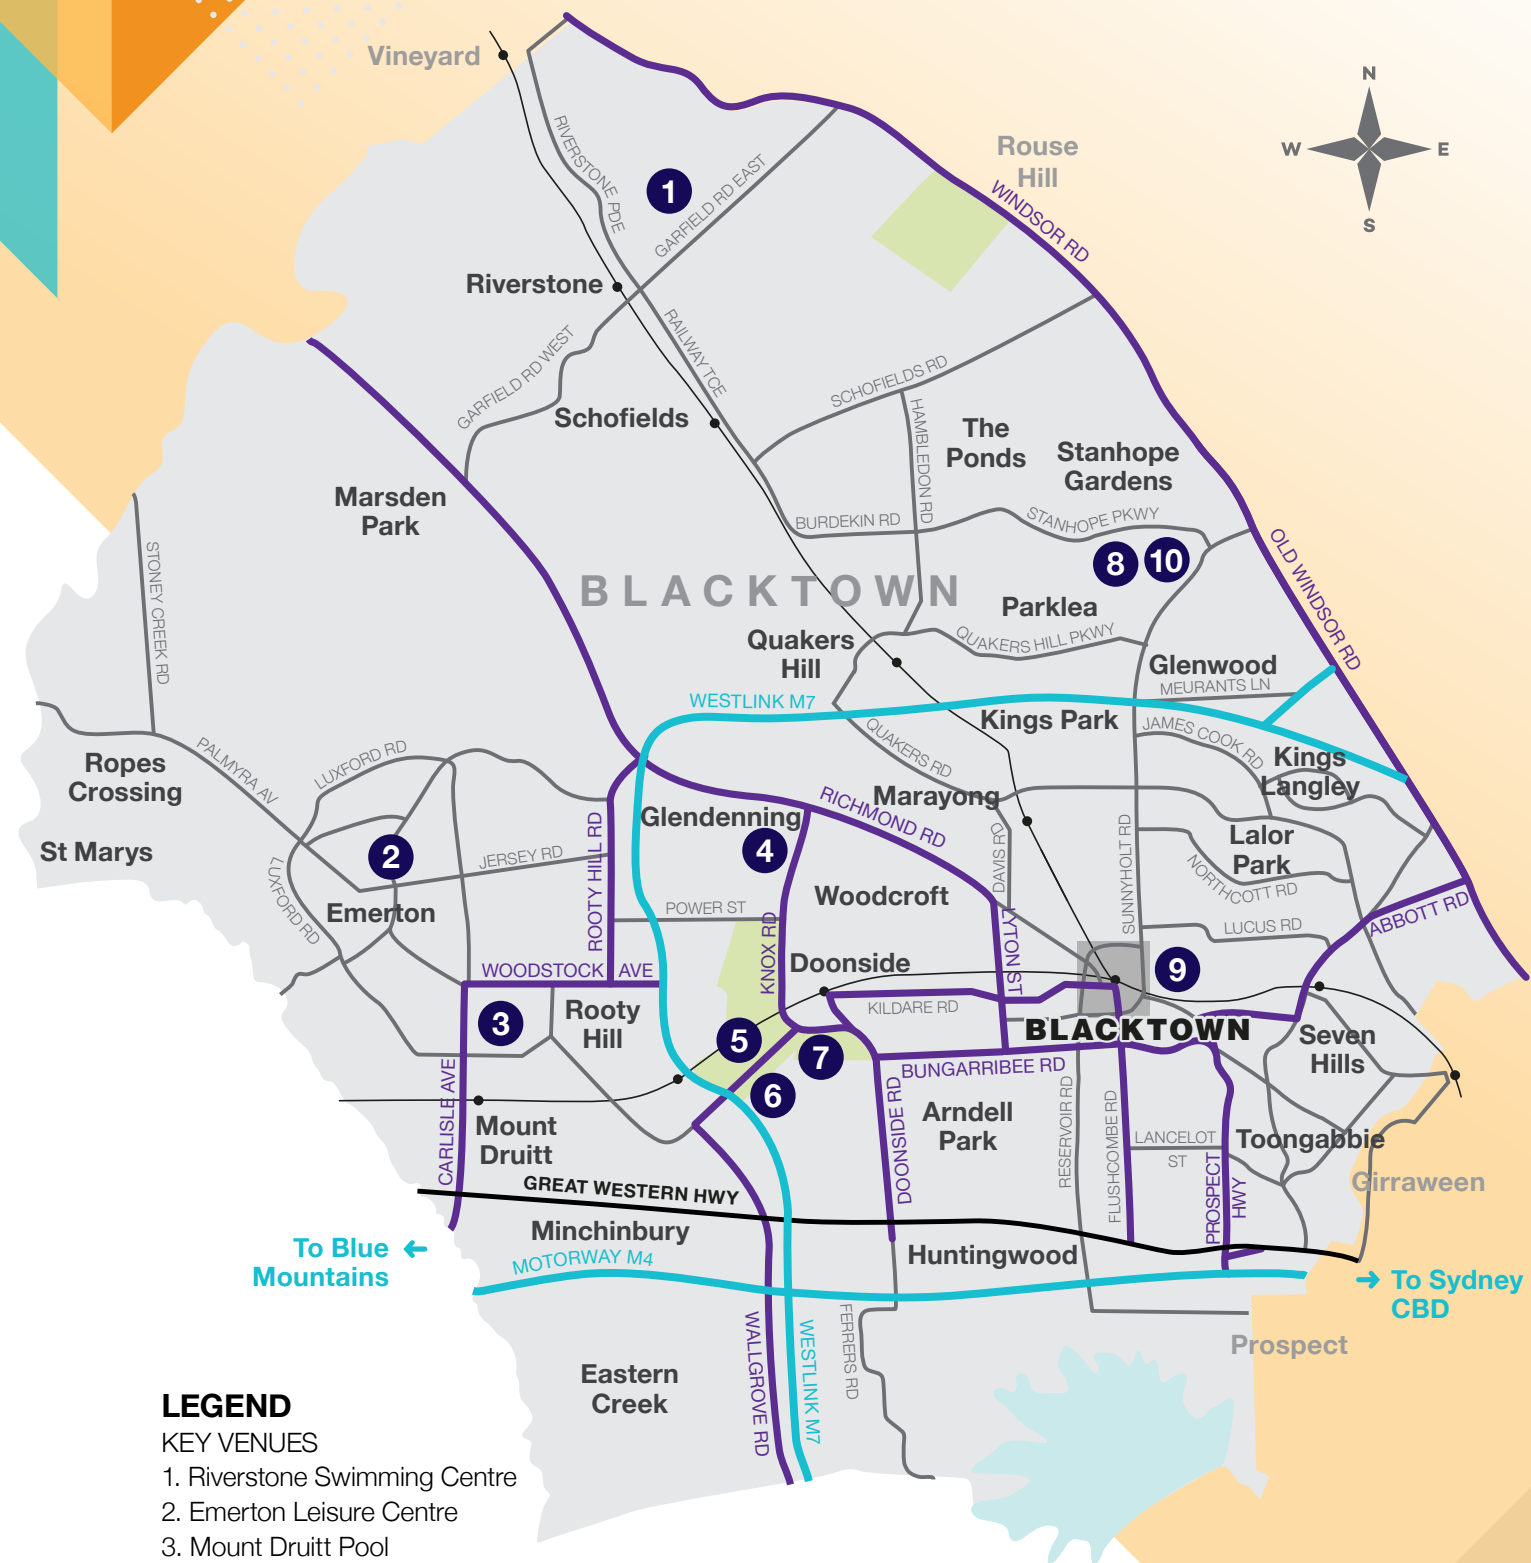 Vineyard
N
W
E
S
Rouse
Hill
RIVERSTONE PDE
1
GARFIELD RD EAST
WINDSOR RD
Riverstone
RAILWAY TCE
GARFIELD RD WEST
SCHOFIELDS RD
Schofields
HAMBLEDON RD
The
Ponds
Stanhope
Gardens
Marsden
Park
BURDEKIN RD
STANHOPE PKWY
STONEY CREEK RD
8
10
OLD WINDSOR RD
BLACKTOWN
Parklea
Quakers
Hill
QUAKERS HILL PKWY
Glenwood
MEURANTS LN
WESTLINK M7
Kings Park
JAMES COOK RD
QUAKERS RD
Ropes
Crossing
PALMYRA AV
LUXFORD RD
Kings
Langley
Marayong
RICHMOND RD
Glendenning
4
ROOTY HILL RD
DAVIS RD
SUNNYHOLT RD
Lalor
Park
St Marys
2
JERSEY RD
LUXFORD RD
NORTHCOTT RD
Woodcroft
Emerton
POWER ST
KNOX RD
LYTON ST
LUCUS RD
ABBOTT RD
WOODSTOCK AVE
Doonside
9
3
Rooty
Hill
KILDARE RD
BLACKTOWN
5
7
6
Seven
Hills
CARLISLE AVE
BUNGARRIBEE RD
DOONSIDE RD
RESERVOIR RD
FLUSHCOMBE RD
Mount
Druitt
Arndell
Park
LANCELOT
ST
Toongabbie
PROSPECT
HWY
Girraween
GREAT WESTERN HWY
Minchinbury
Huntingwood
To Blue
Mountains
MOTORWAY M4
To Sydney
CBD
WALLGROVE RD
WESTLINK M7
FERRERS RD
Prospect
Eastern
Creek
LEGEND
KEY VENUES
1. Riverstone Swimming Centre
2. Emerton Leisure Centre
3. Mount Druitt Pool